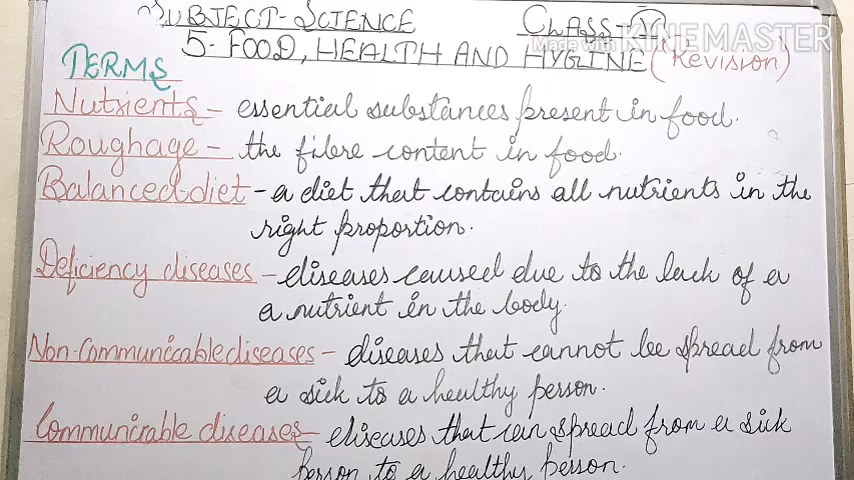 SUBJECT - SCIENCE CLASS - V
Made with KINEMASTER
5 - FOOD, HEALTH AND HYGINE (Revision)
TERMS
Nutrients - essential substances present in food.
Roughage - the fibre content in food.
Balanced diet - a diet that contains all nutrients in the
right proportion.
Deficiency diseases - diseases caused due to the lack of a
a nutrient in the body.
Non-Communicable diseases - diseases that cannot be spread from
a sick to a healthy person.
Communicable diseases - diseases that can spread from a sick
person to a healthy person.